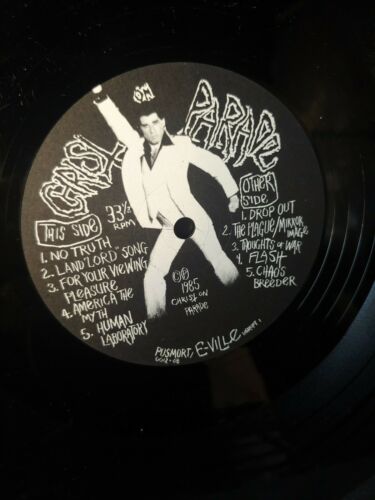 CHRIST
PARADE
THIS SIDE
33 1/3
RPM
1. NO TRUTH
2. LAND "LORD" SONG
3. FOR YOUR VIEWING
PLEASURE
4. AMERICA THE
MYTH
5. HUMAN
LABORATORY
OTHER
SIDE
1. DROP OUT
2. THE PLAGUE/MIRROR
IMAGE
3. THOUGHTS OF WAR
4. FLASH
5. CHAOS
BREEDER
1985
CHRIST ON
PARADE
PUSMORT, E-VILLE